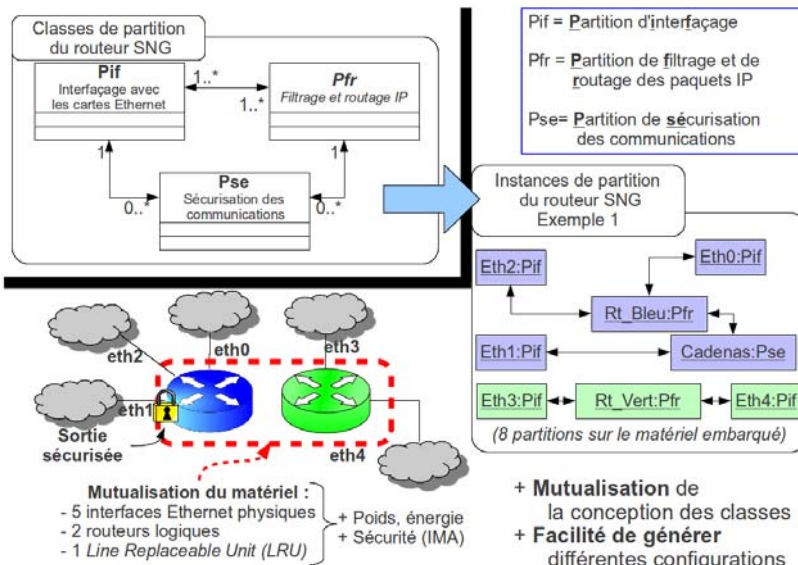 Classes de partition
du routeur SNG
Pif
Interfaçage avec
les cartes Ethernet
1..*
1..*
Pfr
Filtrage et routage IP
1
1
Pse
Sécurisation des
communications
0..*
0..*
Pif = Partition d'interfaçage
Pfr = Partition de filtrage et de
routage des paquets IP
Pse= Partition de sécurisation
des communications
Instances de partition
du routeur SNG
Exemple 1
Eth2:Pif
Eth0:Pif
Rt_Bleu:Pfr
Eth1:Pif
Cadenas:Pse
Eth3:Pif
Rt_Vert:Pfr
Eth4:Pif
(8 partitions sur le matériel embarqué)
eth2
eth0
eth3
eth1
eth4
Sortie
sécurisée
Mutualisation du matériel :
- 5 interfaces Ethernet physiques
- 2 routeurs logiques
- 1 Line Replaceable Unit (LRU)
+ Poids, énergie
+ Sécurité (IMA)
+ Mutualisation de
la conception des classes
+ Facilité de générer
différentes configurations